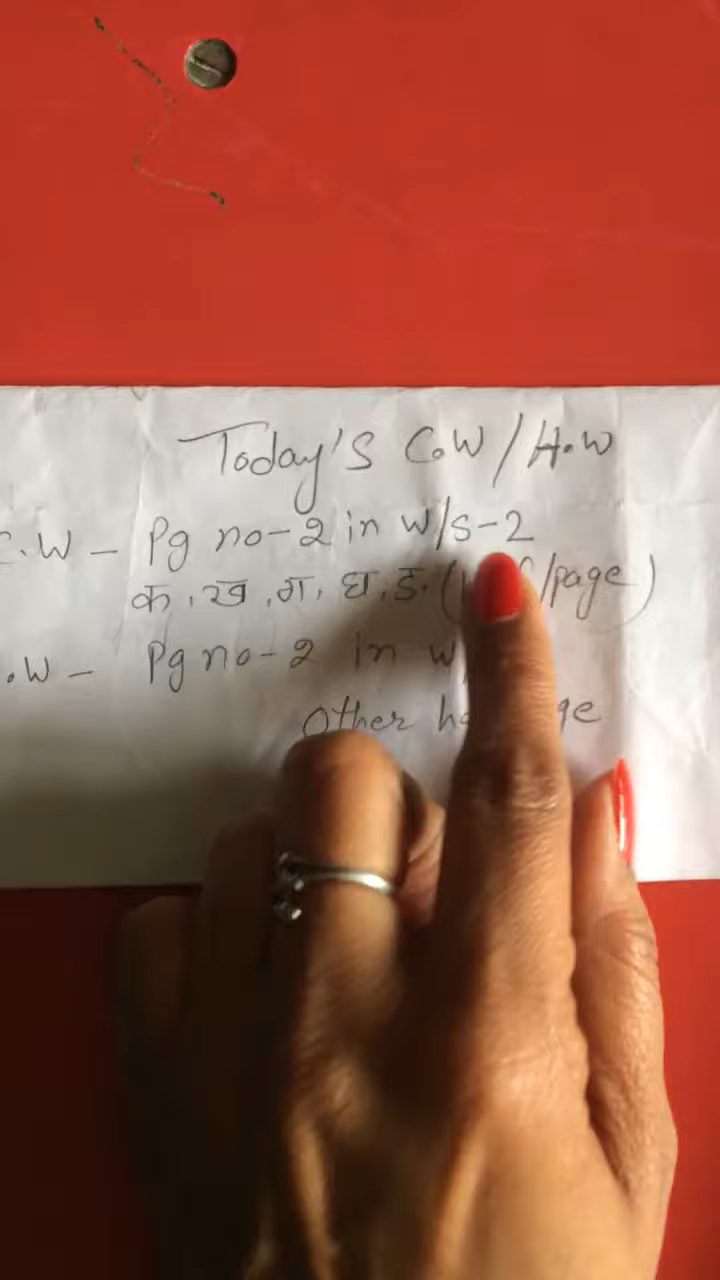 Today's C.W/H.W
C.W - Pg no-2 in W/s-2
क, ख, ग, घ, ङ. /page)
.W - Pg no-2 in W
Other